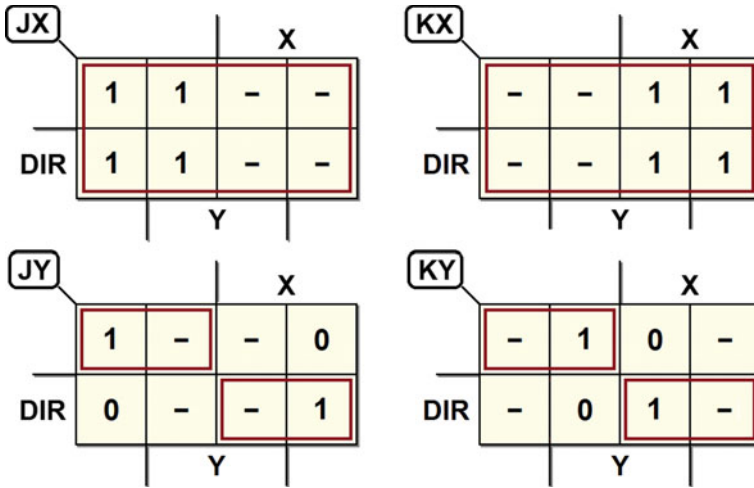 JX X
1 1 – –
DIR 1 1 – –
Y
KX X
– – 1 1
DIR – – 1 1
Y
JY X
1 – – 0
DIR 0 – – 1
Y
KY X
– 1 0 –
DIR – 0 1 –
Y